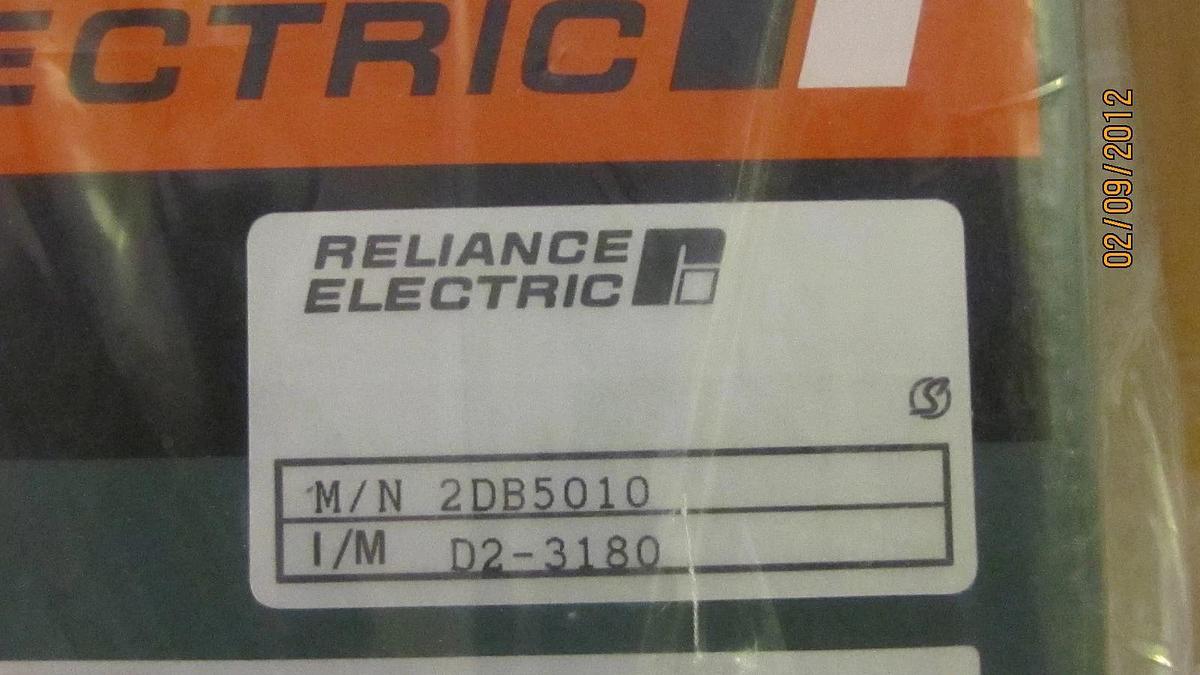 ECTRIC
RELIANCE
ELECTRIC
M/N 2DB5010
I/M D2-3180
02/09/2012